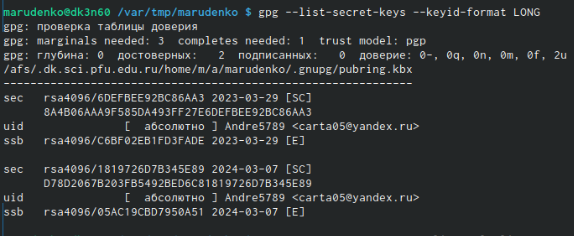 marudenko@dk3n60 /var/tmp/marudenko $ gpg --list-secret-keys --keyid-format LONG
gpg: проверка таблицы доверия
gpg: marginals needed: 3  completes needed: 1  trust model: pgp
gpg: глубина: 0  достоверных:   2  подписанных:   0  доверие: 0-, 0q, 0n, 0m, 0f, 2u
/afs/.dk.sci.pfu.edu.ru/home/m/a/marudenko/.gnupg/pubring.kbx
-------------------------------------------------------------
sec   rsa4096/6DEFBEE92BC86AA3 2023-03-29 [SC]
      8A4B06AAA9F585DA493FF27E6DEFBEE92BC86AA3
uid               [  абсолютно ] Andre5789 <carta05@yandex.ru>
ssb   rsa4096/C6BF02EB1FD3FADE 2023-03-29 [E]

sec   rsa4096/1819726D7B345E89 2024-03-07 [SC]
      D78D2067B203FB5492BED6C81819726D7B345E89
uid               [  абсолютно ] Andre5789 <carta05@yandex.ru>
ssb   rsa4096/05AC19CBD7950A51 2024-03-07 [E]